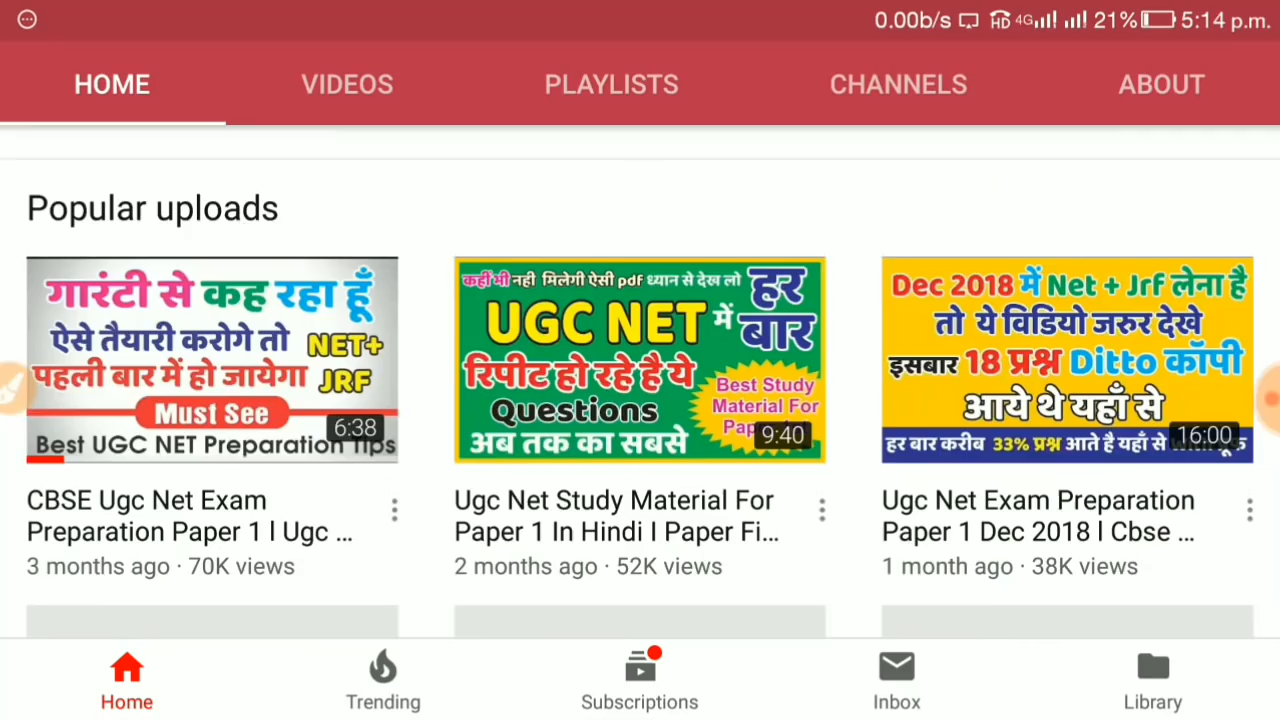 0.00b/s HD 4G 21% 5:14 p.m.
HOME VIDEOS PLAYLISTS CHANNELS ABOUT
Popular uploads
गारंटी से कह रहा हूँ
ऐसे तैयारी करोगे तो NET+
पहली बार में हो जायेगा JRF
Must See
6:38
Best UGC NET Preparation Tips
CBSE Ugc Net Exam
Preparation Paper 1 l Ugc ...
3 months ago · 70K views
कहीं भी नही मिलेगी ऐसी pdf ध्यान से देख लो हर
UGC NET में बार
रिपीट हो रहे है ये
Best Study
Material For
Questions
9:40
अब तक का सबसे
Ugc Net Study Material For
Paper 1 In Hindi I Paper Fi...
2 months ago · 52K views
Dec 2018 में Net + Jrf लेना है
तो ये विडियो जरुर देखे
इसबार 18 प्रश्न Ditto कॉपी
आये थे यहाँ से
16:00
हर बार करीब 33% प्रश्न आते है यहाँ से
Ugc Net Exam Preparation
Paper 1 Dec 2018 l Cbse ...
1 month ago · 38K views
Home Trending Subscriptions Inbox Library